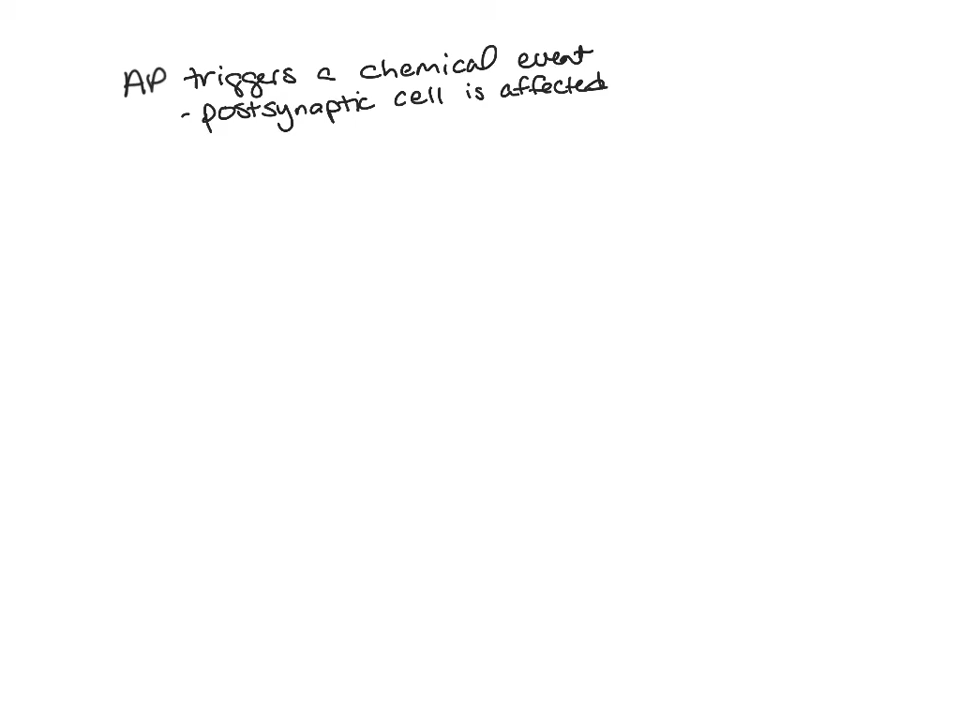 AP triggers a chemical event
- postsynaptic cell is affected